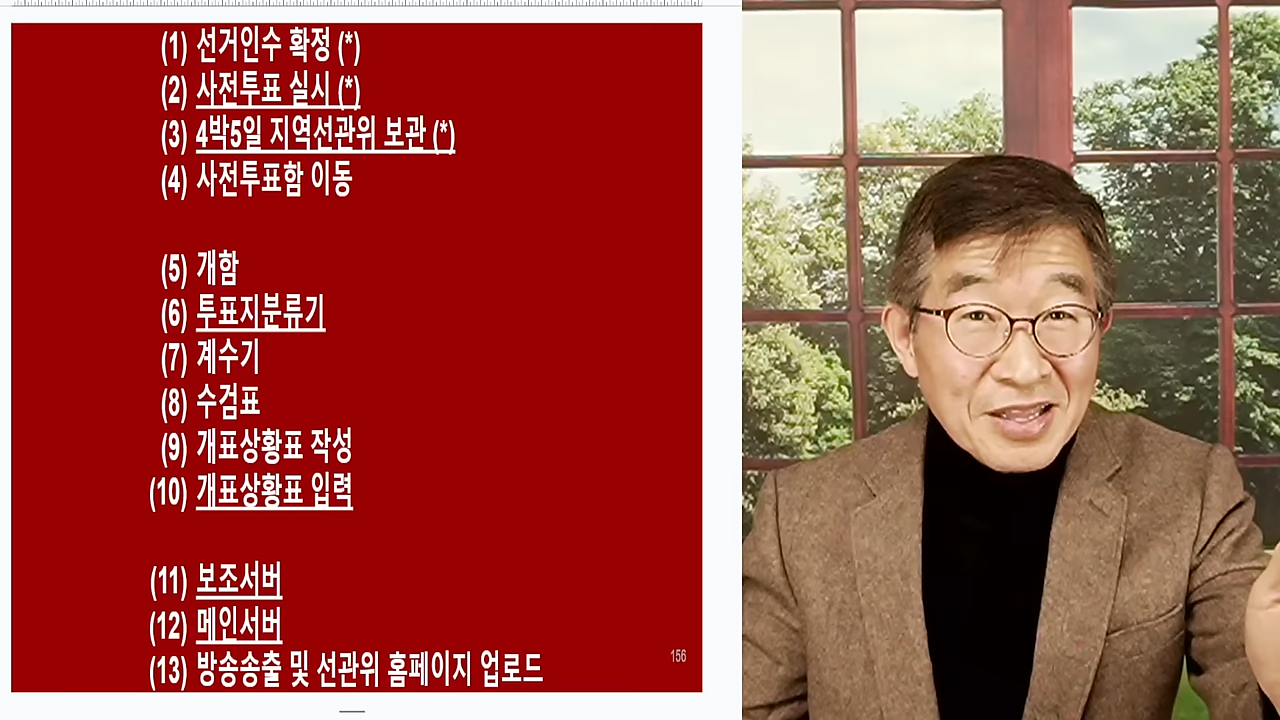 (1) 선거인수 확정 (*)
(2) 사전투표 실시 (*)
(3) 4박5일 지역선관위 보관 (*)
(4) 사전투표함 이동
(5) 개함
(6) 투표지분류기
(7) 계수기
(8) 수검표
(9) 개표상황표 작성
(10) 개표상황표 입력
(11) 보조서버
(12) 메인서버
(13) 방송송출 및 선관위 홈페이지 업로드
156